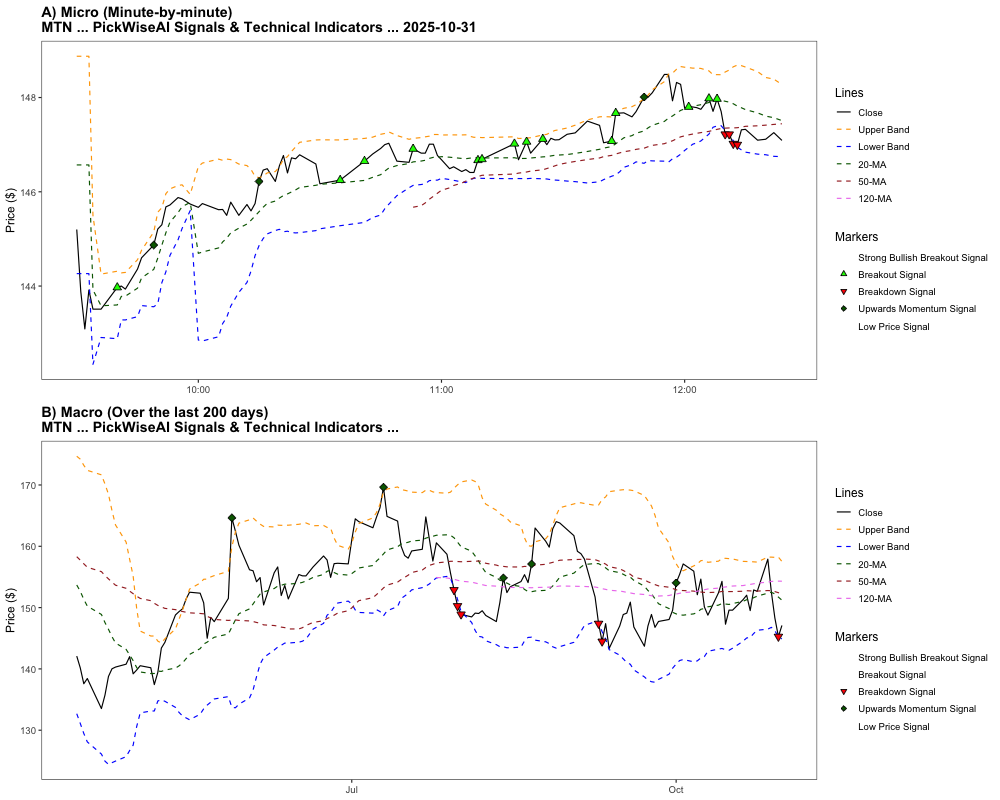 A) Micro (Minute-by-minute)
MTN ... PickWiseAI Signals & Technical Indicators ... 2025-10-31
Price ($)
148
146
144
10:00
11:00
12:00
Lines
Close
Upper Band
Lower Band
20-MA
50-MA
120-MA
Markers
Strong Bullish Breakout Signal
Breakout Signal
Breakdown Signal
Upwards Momentum Signal
Low Price Signal
B) Macro (Over the last 200 days)
MTN ... PickWiseAI Signals & Technical Indicators ...
Price ($)
170
160
150
140
130
Jul
Oct
Lines
Close
Upper Band
Lower Band
20-MA
50-MA
120-MA
Markers
Strong Bullish Breakout Signal
Breakout Signal
Breakdown Signal
Upwards Momentum Signal
Low Price Signal